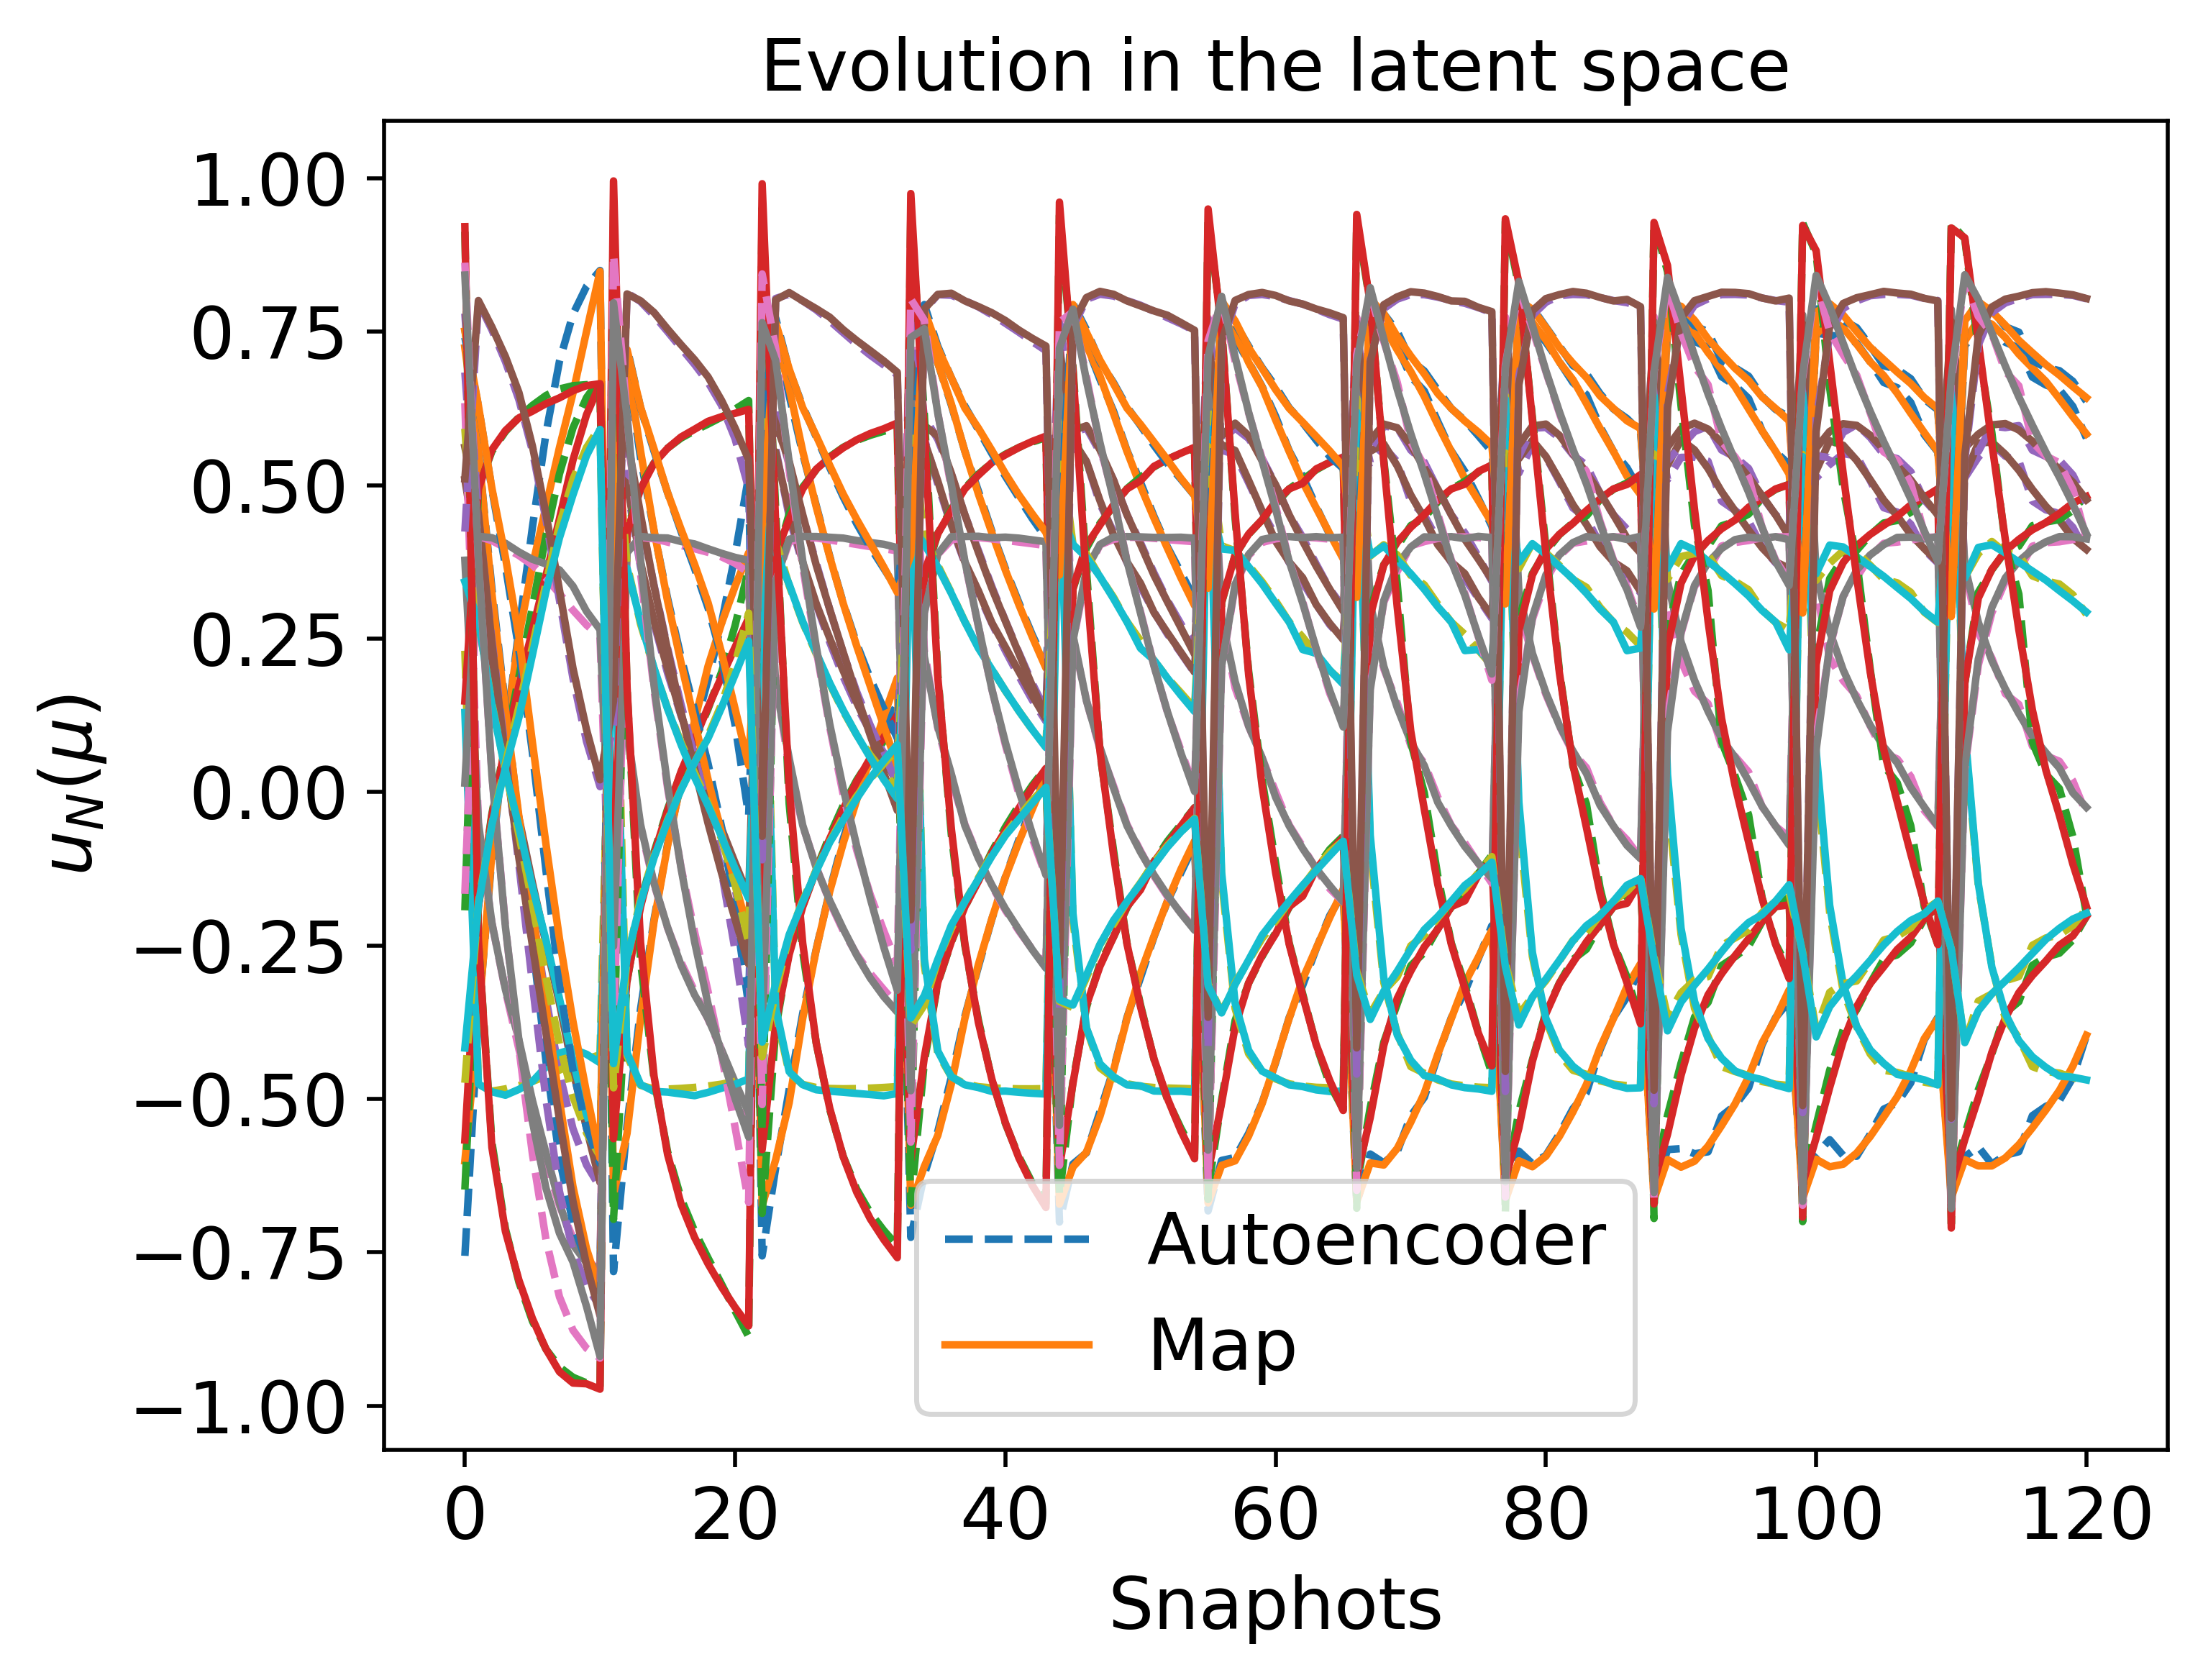 Evolution in the latent space
1.00
0.75
0.50
0.25
0.00
−0.25
−0.50
−0.75
−1.00
u_N(μ)
Autoencoder
Map
0 20 40 60 80 100 120
Snaphots